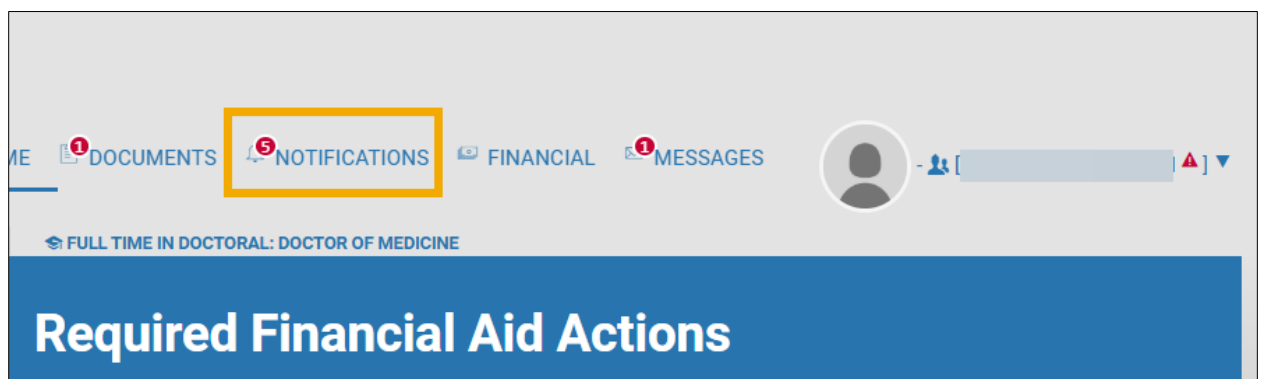 ME 1 DOCUMENTS 5 NOTIFICATIONS FINANCIAL 1 MESSAGES - [ ]
FULL TIME IN DOCTORAL: DOCTOR OF MEDICINE
Required Financial Aid Actions